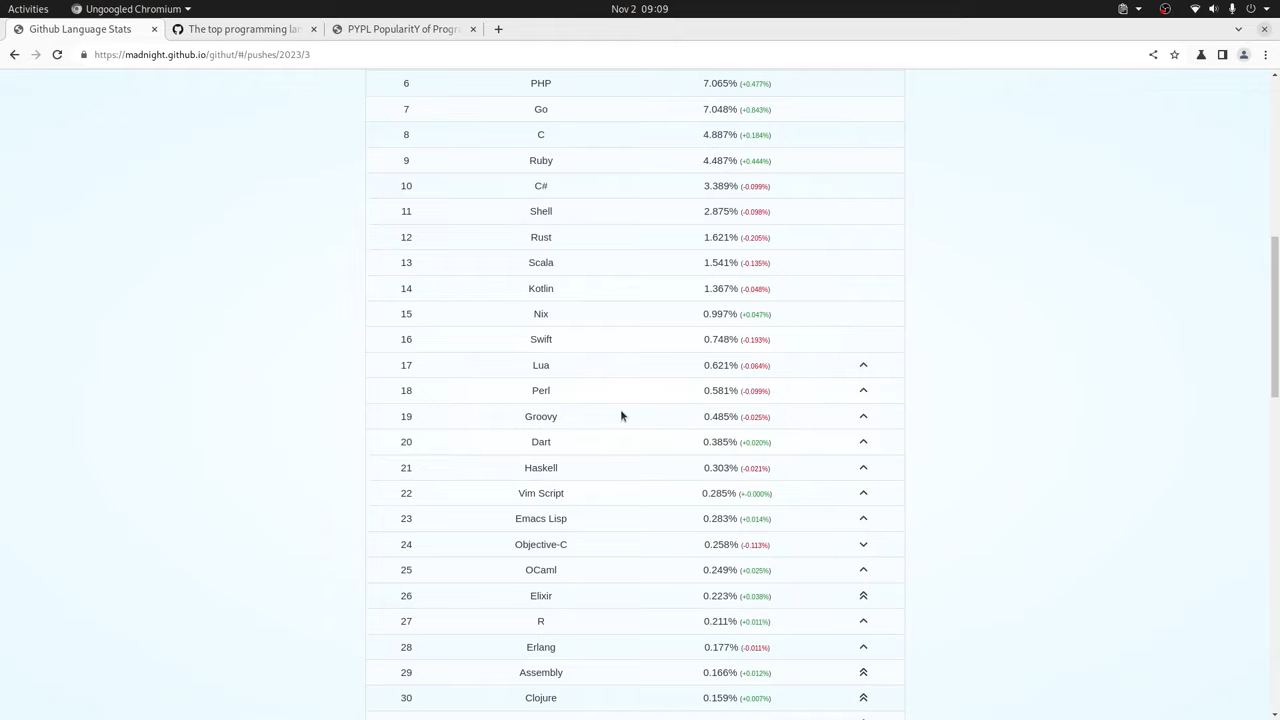 Activities
Ungoogled Chromium
Nov 2 09:09
Github Language Stats
The top programming lan
PYPL PopularitY of Progra
https://madnight.github.io/githut/#/pushes/2023/3
6 PHP 7.065% (+0.477%)
7 Go 7.048% (+0.843%)
8 C 4.887% (+0.184%)
9 Ruby 4.487% (+0.444%)
10 C# 3.389% (-0.099%)
11 Shell 2.875% (-0.098%)
12 Rust 1.621% (-0.205%)
13 Scala 1.541% (-0.135%)
14 Kotlin 1.367% (-0.048%)
15 Nix 0.997% (+0.047%)
16 Swift 0.748% (-0.193%)
17 Lua 0.621% (-0.064%)
18 Perl 0.581% (-0.099%)
19 Groovy 0.485% (-0.025%)
20 Dart 0.385% (+0.020%)
21 Haskell 0.303% (-0.021%)
22 Vim Script 0.285% (+-0.000%)
23 Emacs Lisp 0.283% (+0.014%)
24 Objective-C 0.258% (-0.113%)
25 OCaml 0.249% (+0.025%)
26 Elixir 0.223% (+0.038%)
27 R 0.211% (+0.011%)
28 Erlang 0.177% (-0.011%)
29 Assembly 0.166% (+0.012%)
30 Clojure 0.159% (+0.007%)